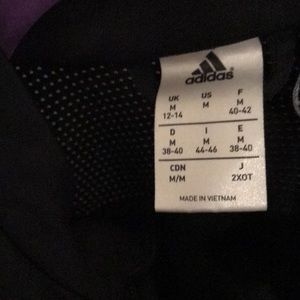 adidas
UK US F
M M M
12-14 40-42
D I E
M M M
38-40 44-46 38-40
CDN J
M/M 2XOT
MADE IN VIETNAM